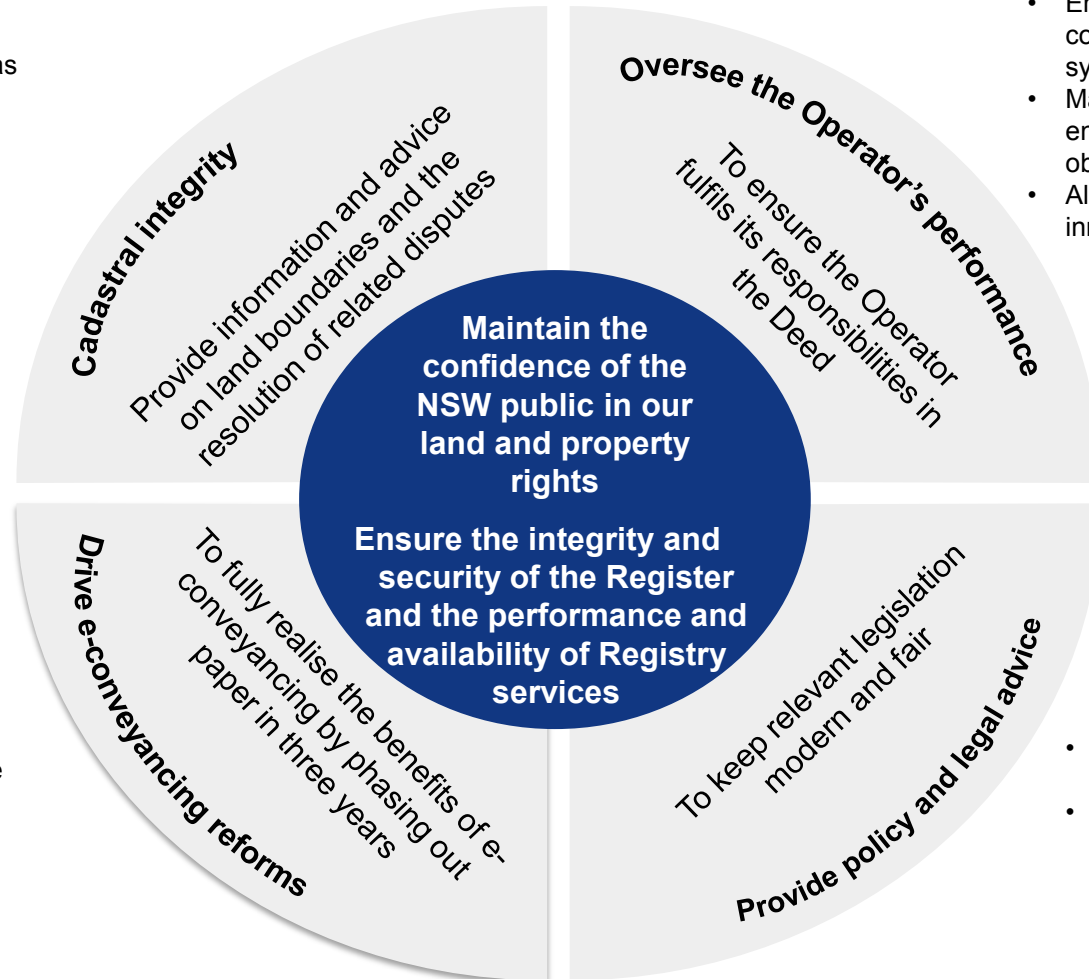 Cadastral integrity
Provide information and advice
on land boundaries and the
resolution of related disputes
Oversee the Operator's performance
To ensure the Operator
fulfils its responsibilities in
the Deed
Maintain the
confidence of the
NSW public in our
land and property
rights
Ensure the integrity and
security of the Register
and the performance and
availability of Registry
services
Drive e-conveyancing reforms
To fully realise the benefits of e-
conveyancing by phasing out
paper in three years
To keep relevant legislation
modern and fair
Provide policy and legal advice